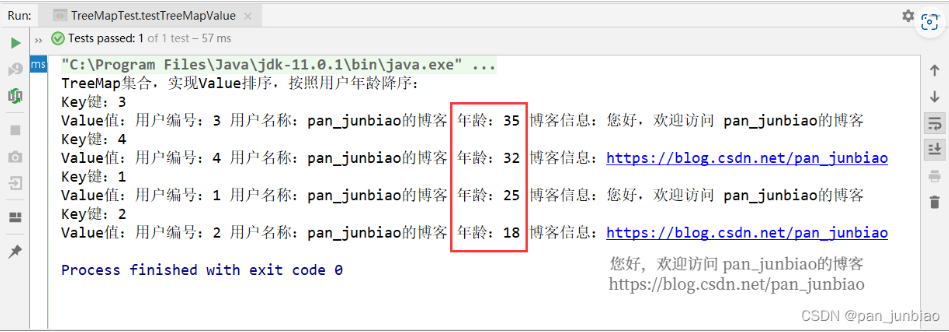 Run: TreeMapTest.testTreeMapValue ×
Tests passed: 1 of 1 test – 57 ms
ms
"C:\Program Files\Java\jdk-11.0.1\bin\java.exe" ...
TreeMap集合，实现Value排序，按照用户年龄降序：
Key键：3
Value值：用户编号：3 用户名称：pan_junbiao的博客 年龄：35 博客信息：您好，欢迎访问 pan_junbiao的博客
Key键：4
Value值：用户编号：4 用户名称：pan_junbiao的博客 年龄：32 博客信息：https://blog.csdn.net/pan_junbiao
Key键：1
Value值：用户编号：1 用户名称：pan_junbiao的博客 年龄：25 博客信息：您好，欢迎访问 pan_junbiao的博客
Key键：2
Value值：用户编号：2 用户名称：pan_junbiao的博客 年龄：18 博客信息：https://blog.csdn.net/pan_junbiao
Process finished with exit code 0
您好，欢迎访问 pan_junbiao的博客
https://blog.csdn.net/pan_junbiao
CSDN @pan_junbiao